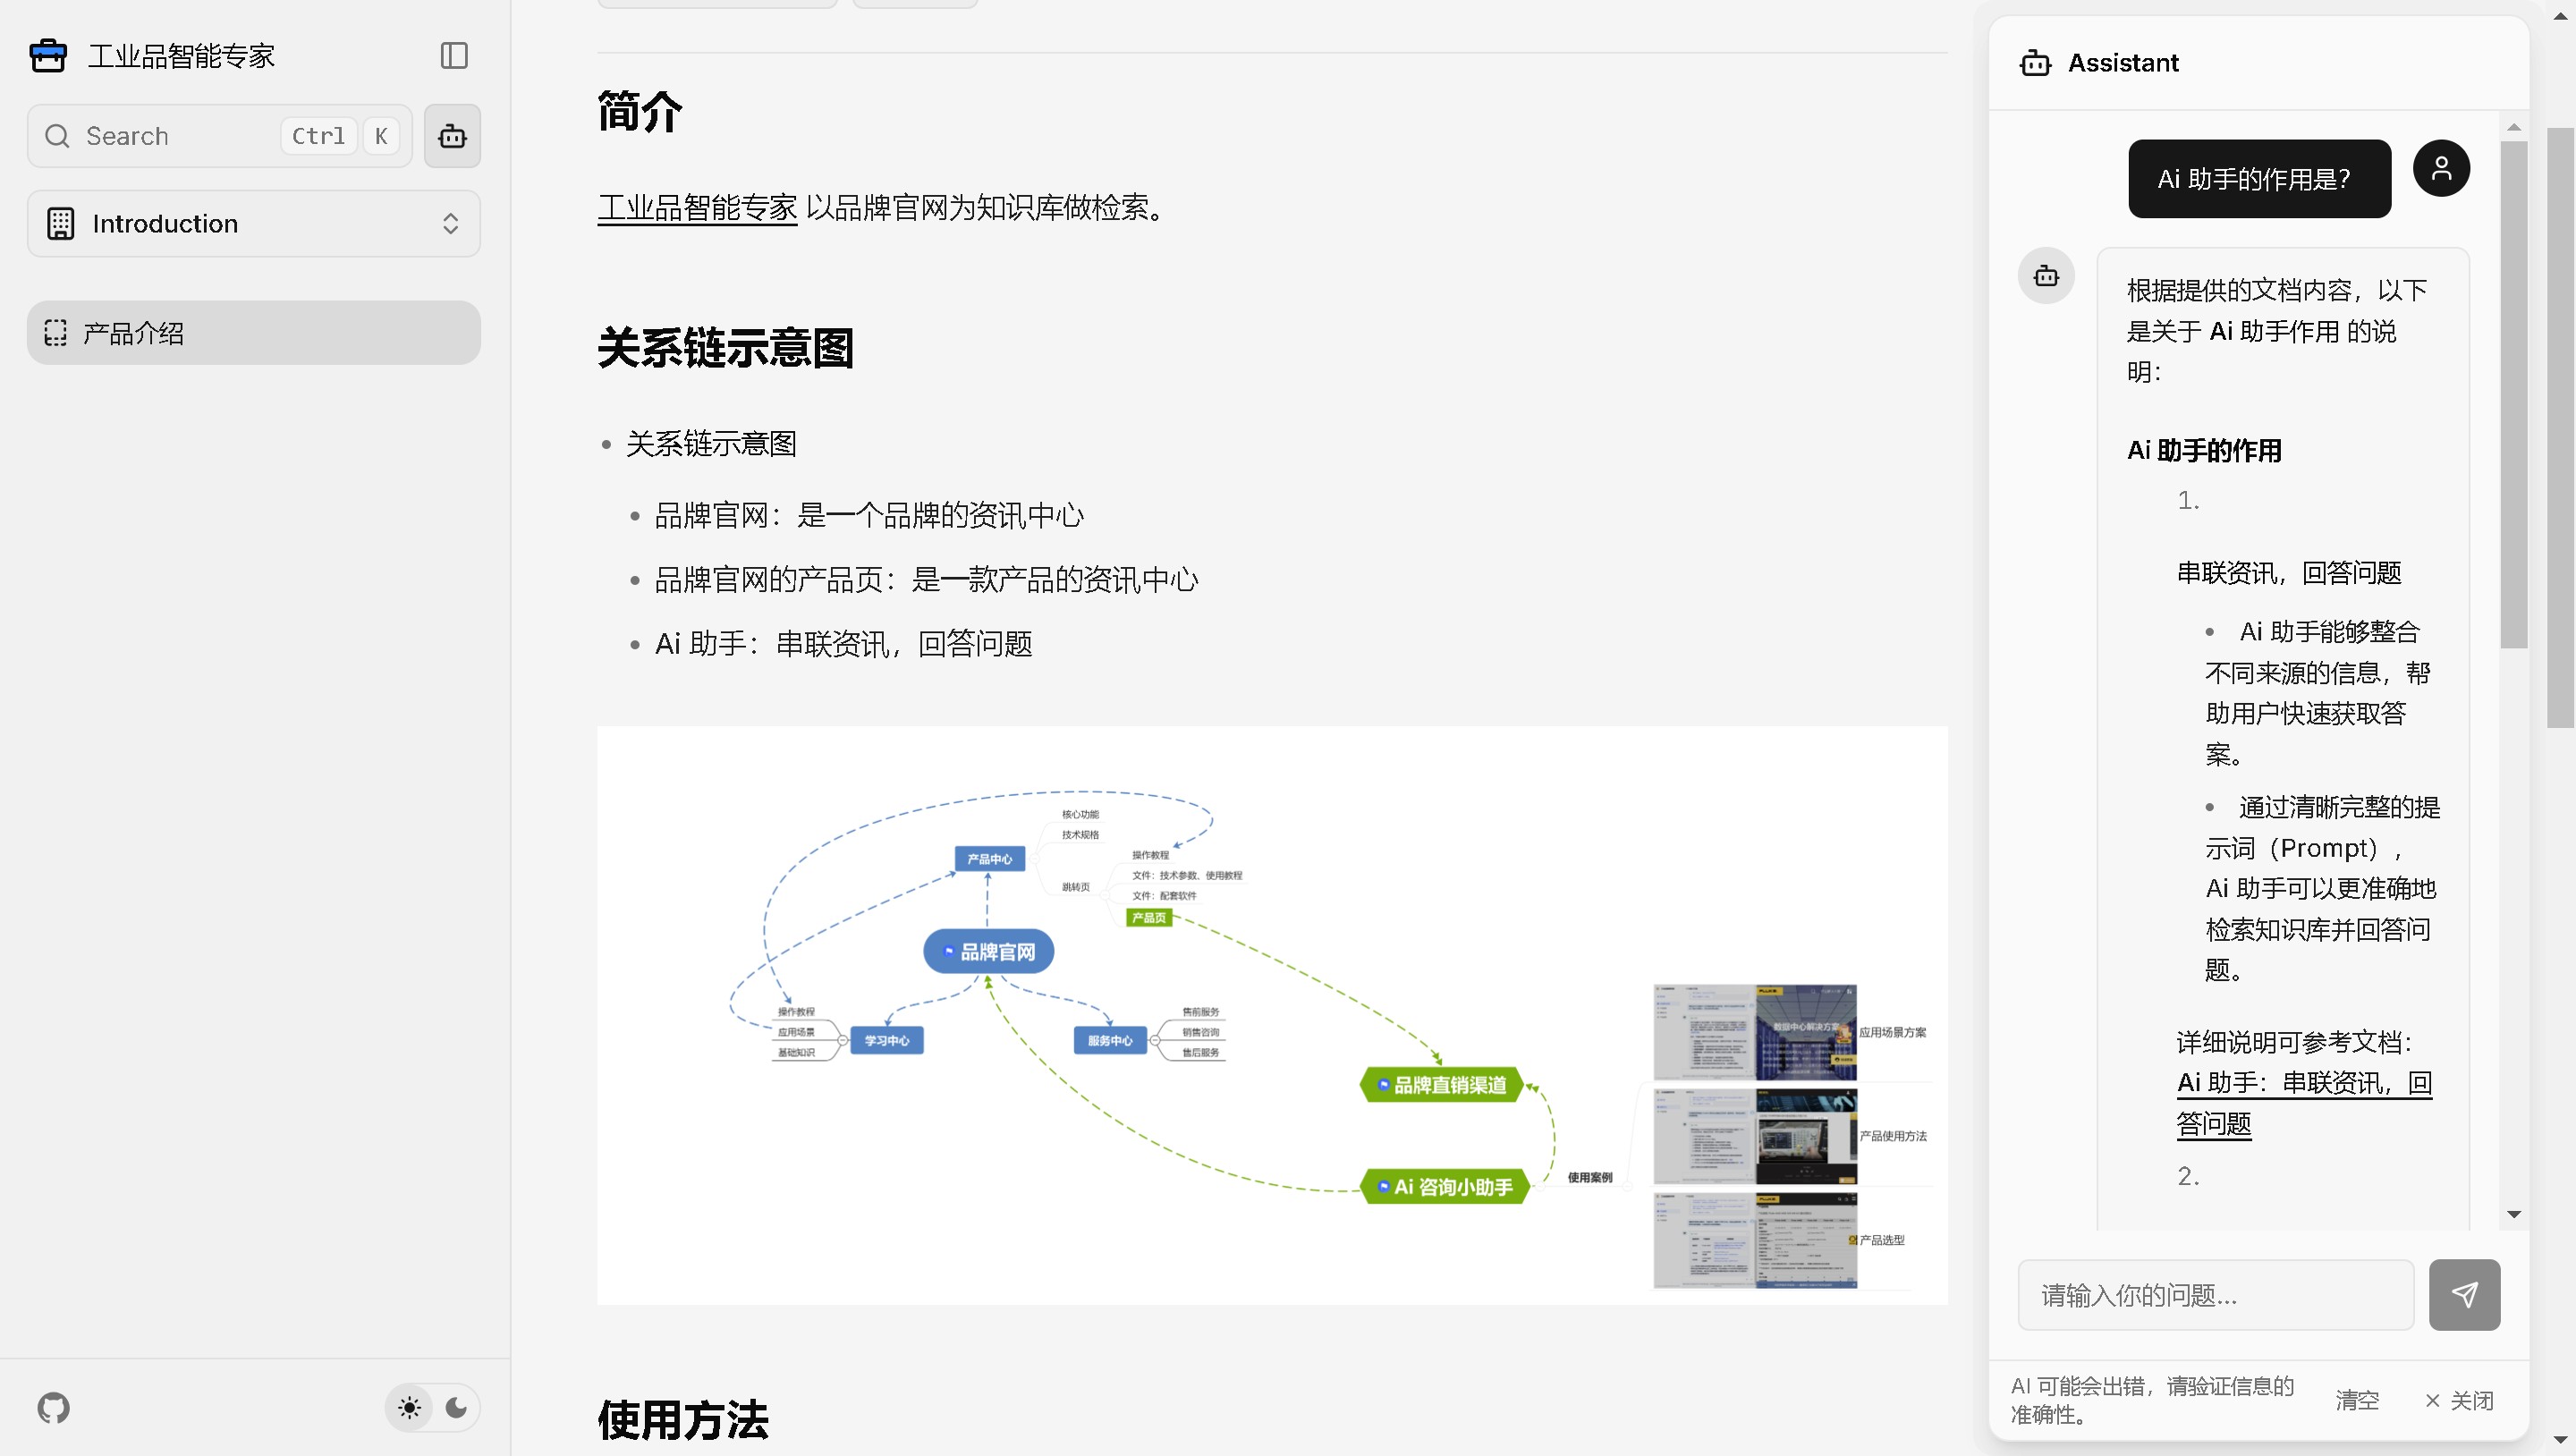 工业品智能专家
Search
Ctrl K
Introduction
产品介绍
简介
工业品智能专家 以品牌官网为知识库做检索。
关系链示意图
关系链示意图
品牌官网：是一个品牌的资讯中心
品牌官网的产品页：是一款产品的资讯中心
Ai 助手：串联资讯，回答问题
核心功能
技术规格
产品中心
操作教程
文件：技术参数、使用教程
跳转页
文件：配套软件
产品页
品牌官网
操作教程
应用场景
基础知识
学习中心
服务中心
售前服务
销售咨询
售后服务
数据中心解决方案
应用场景方案
品牌直销渠道
产品使用方法
使用案例
Ai 咨询小助手
产品选型
使用方法
Assistant
Ai 助手的作用是？
根据提供的文档内容，以下
是关于 Ai 助手作用 的说
明：
Ai 助手的作用
1.
串联资讯，回答问题
Ai 助手能够整合
不同来源的信息，帮
助用户快速获取答
案。
通过清晰完整的提
示词（Prompt），
Ai 助手可以更准确地
检索知识库并回答问
题。
详细说明可参考文档：
Ai 助手：串联资讯，回
答问题
2.
请输入你的问题...
AI 可能会出错，请验证信息的
准确性。
清空
关闭